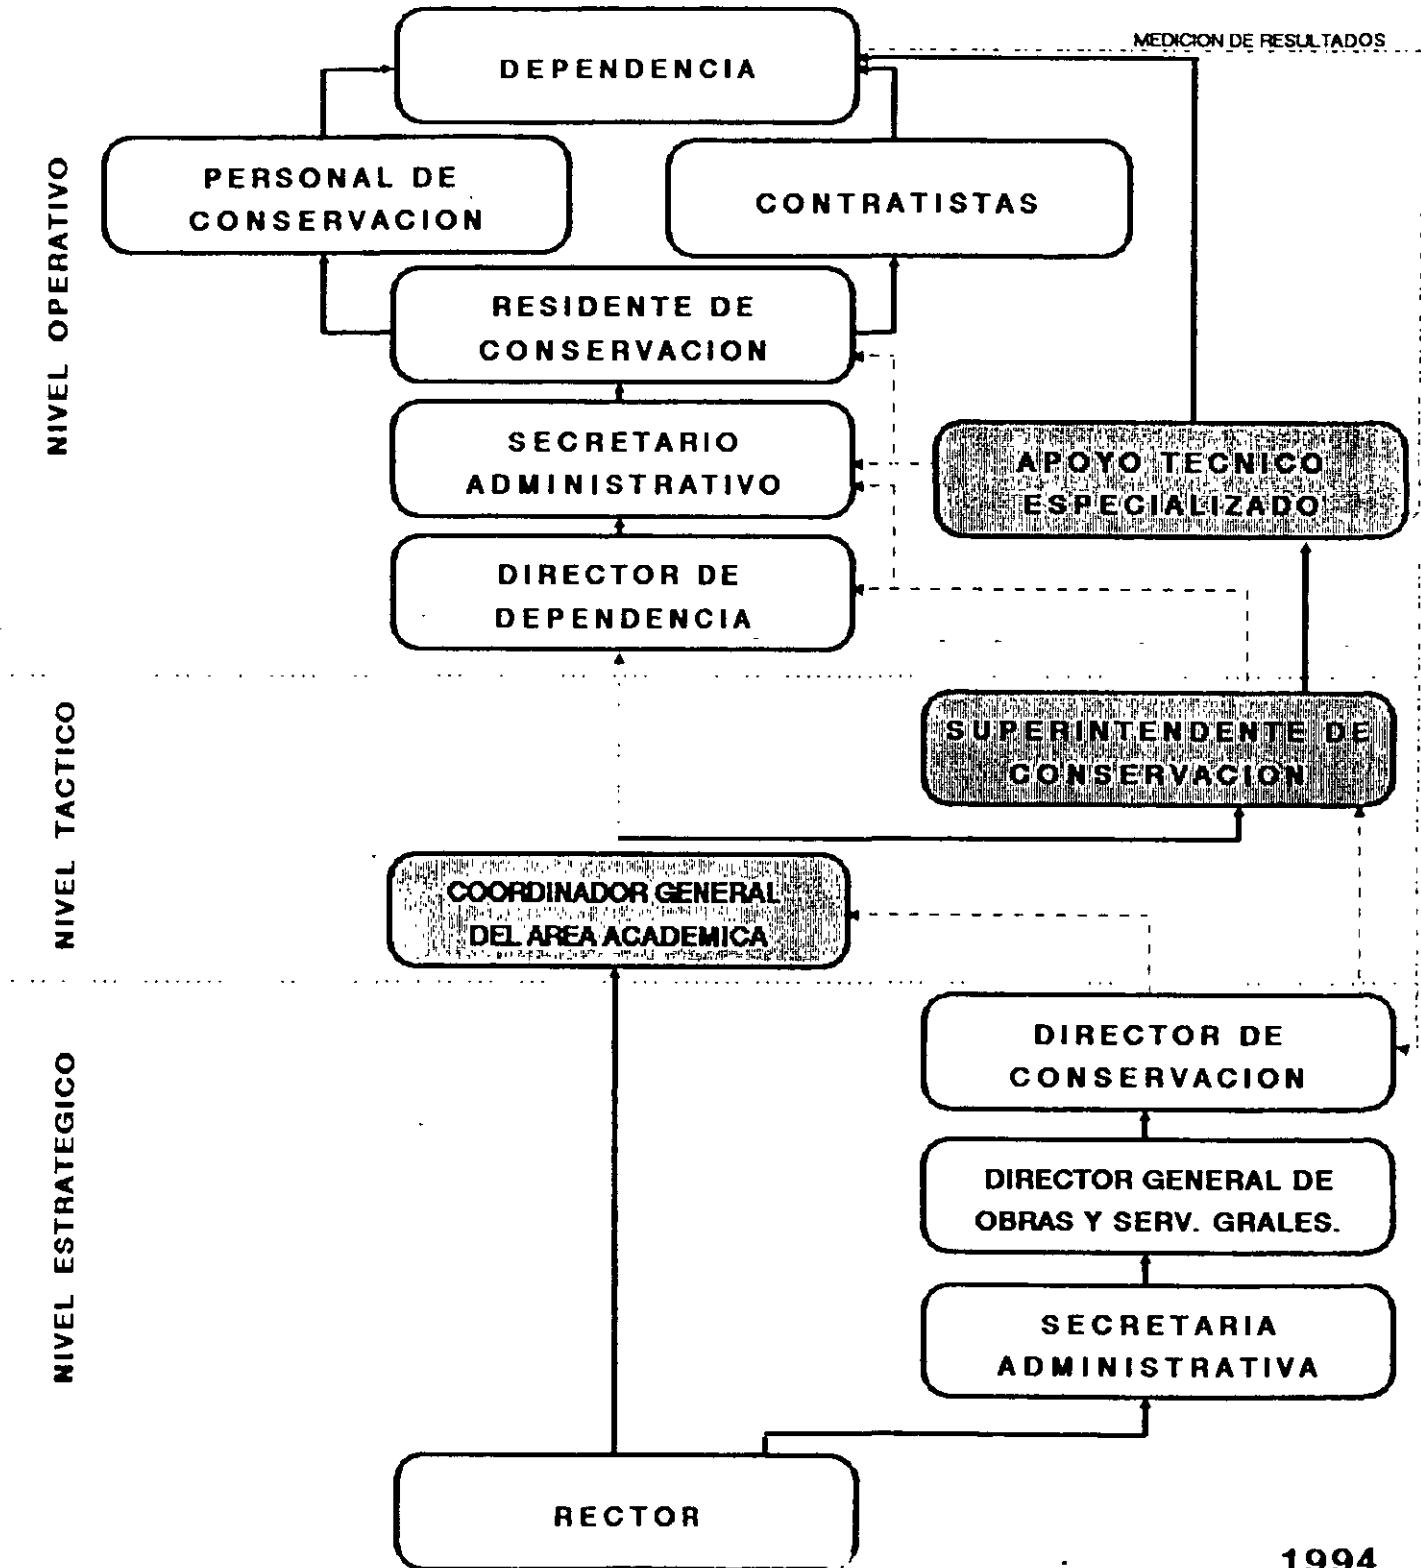 MEDICION DE RESULTADOS
DEPENDENCIA
PERSONAL DE
CONSERVACION
CONTRATISTAS
NIVEL OPERATIVO
RESIDENTE DE
CONSERVACION
SECRETARIO
ADMINISTRATIVO
APOYO TECNICO
ESPECIALIZADO
DIRECTOR DE
DEPENDENCIA
NIVEL TACTICO
SUPERINTENDENTE DE
CONSERVACION
COORDINADOR GENERAL
DEL AREA ACADEMICA
NIVEL ESTRATEGICO
DIRECTOR DE
CONSERVACION
DIRECTOR GENERAL DE
OBRAS Y SERV. GRALES.
SECRETARIA
ADMINISTRATIVA
RECTOR
1994